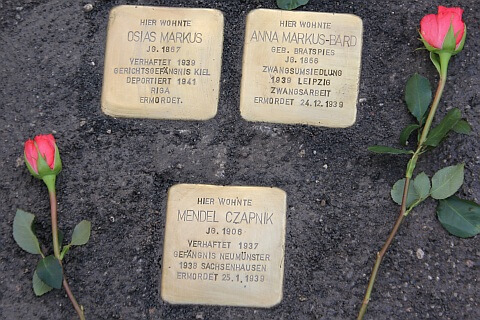 HIER WOHNTE
OSIAS MARKUS
JG. 1867
VERHAFTET 1939
GERICHTSGEFÄNGNIS KIEL
DEPORTIERT 1941
RIGA
ERMORDET
HIER WOHNTE
ANNA MARKUS-BARD
GEB. BRATSPIES
JG. 1866
ZWANGSUMSIEDLUNG
1939 LEIPZIG
ZWANGSARBEIT
ERMORDET 24.12.1939
HIER WOHNTE
MENDEL CZAPNIK
JG. 1906
VERHAFTET 1937
GEFÄNGNIS NEUMÜNSTER
1938 SACHSENHAUSEN
ERMORDET 25.1.1939